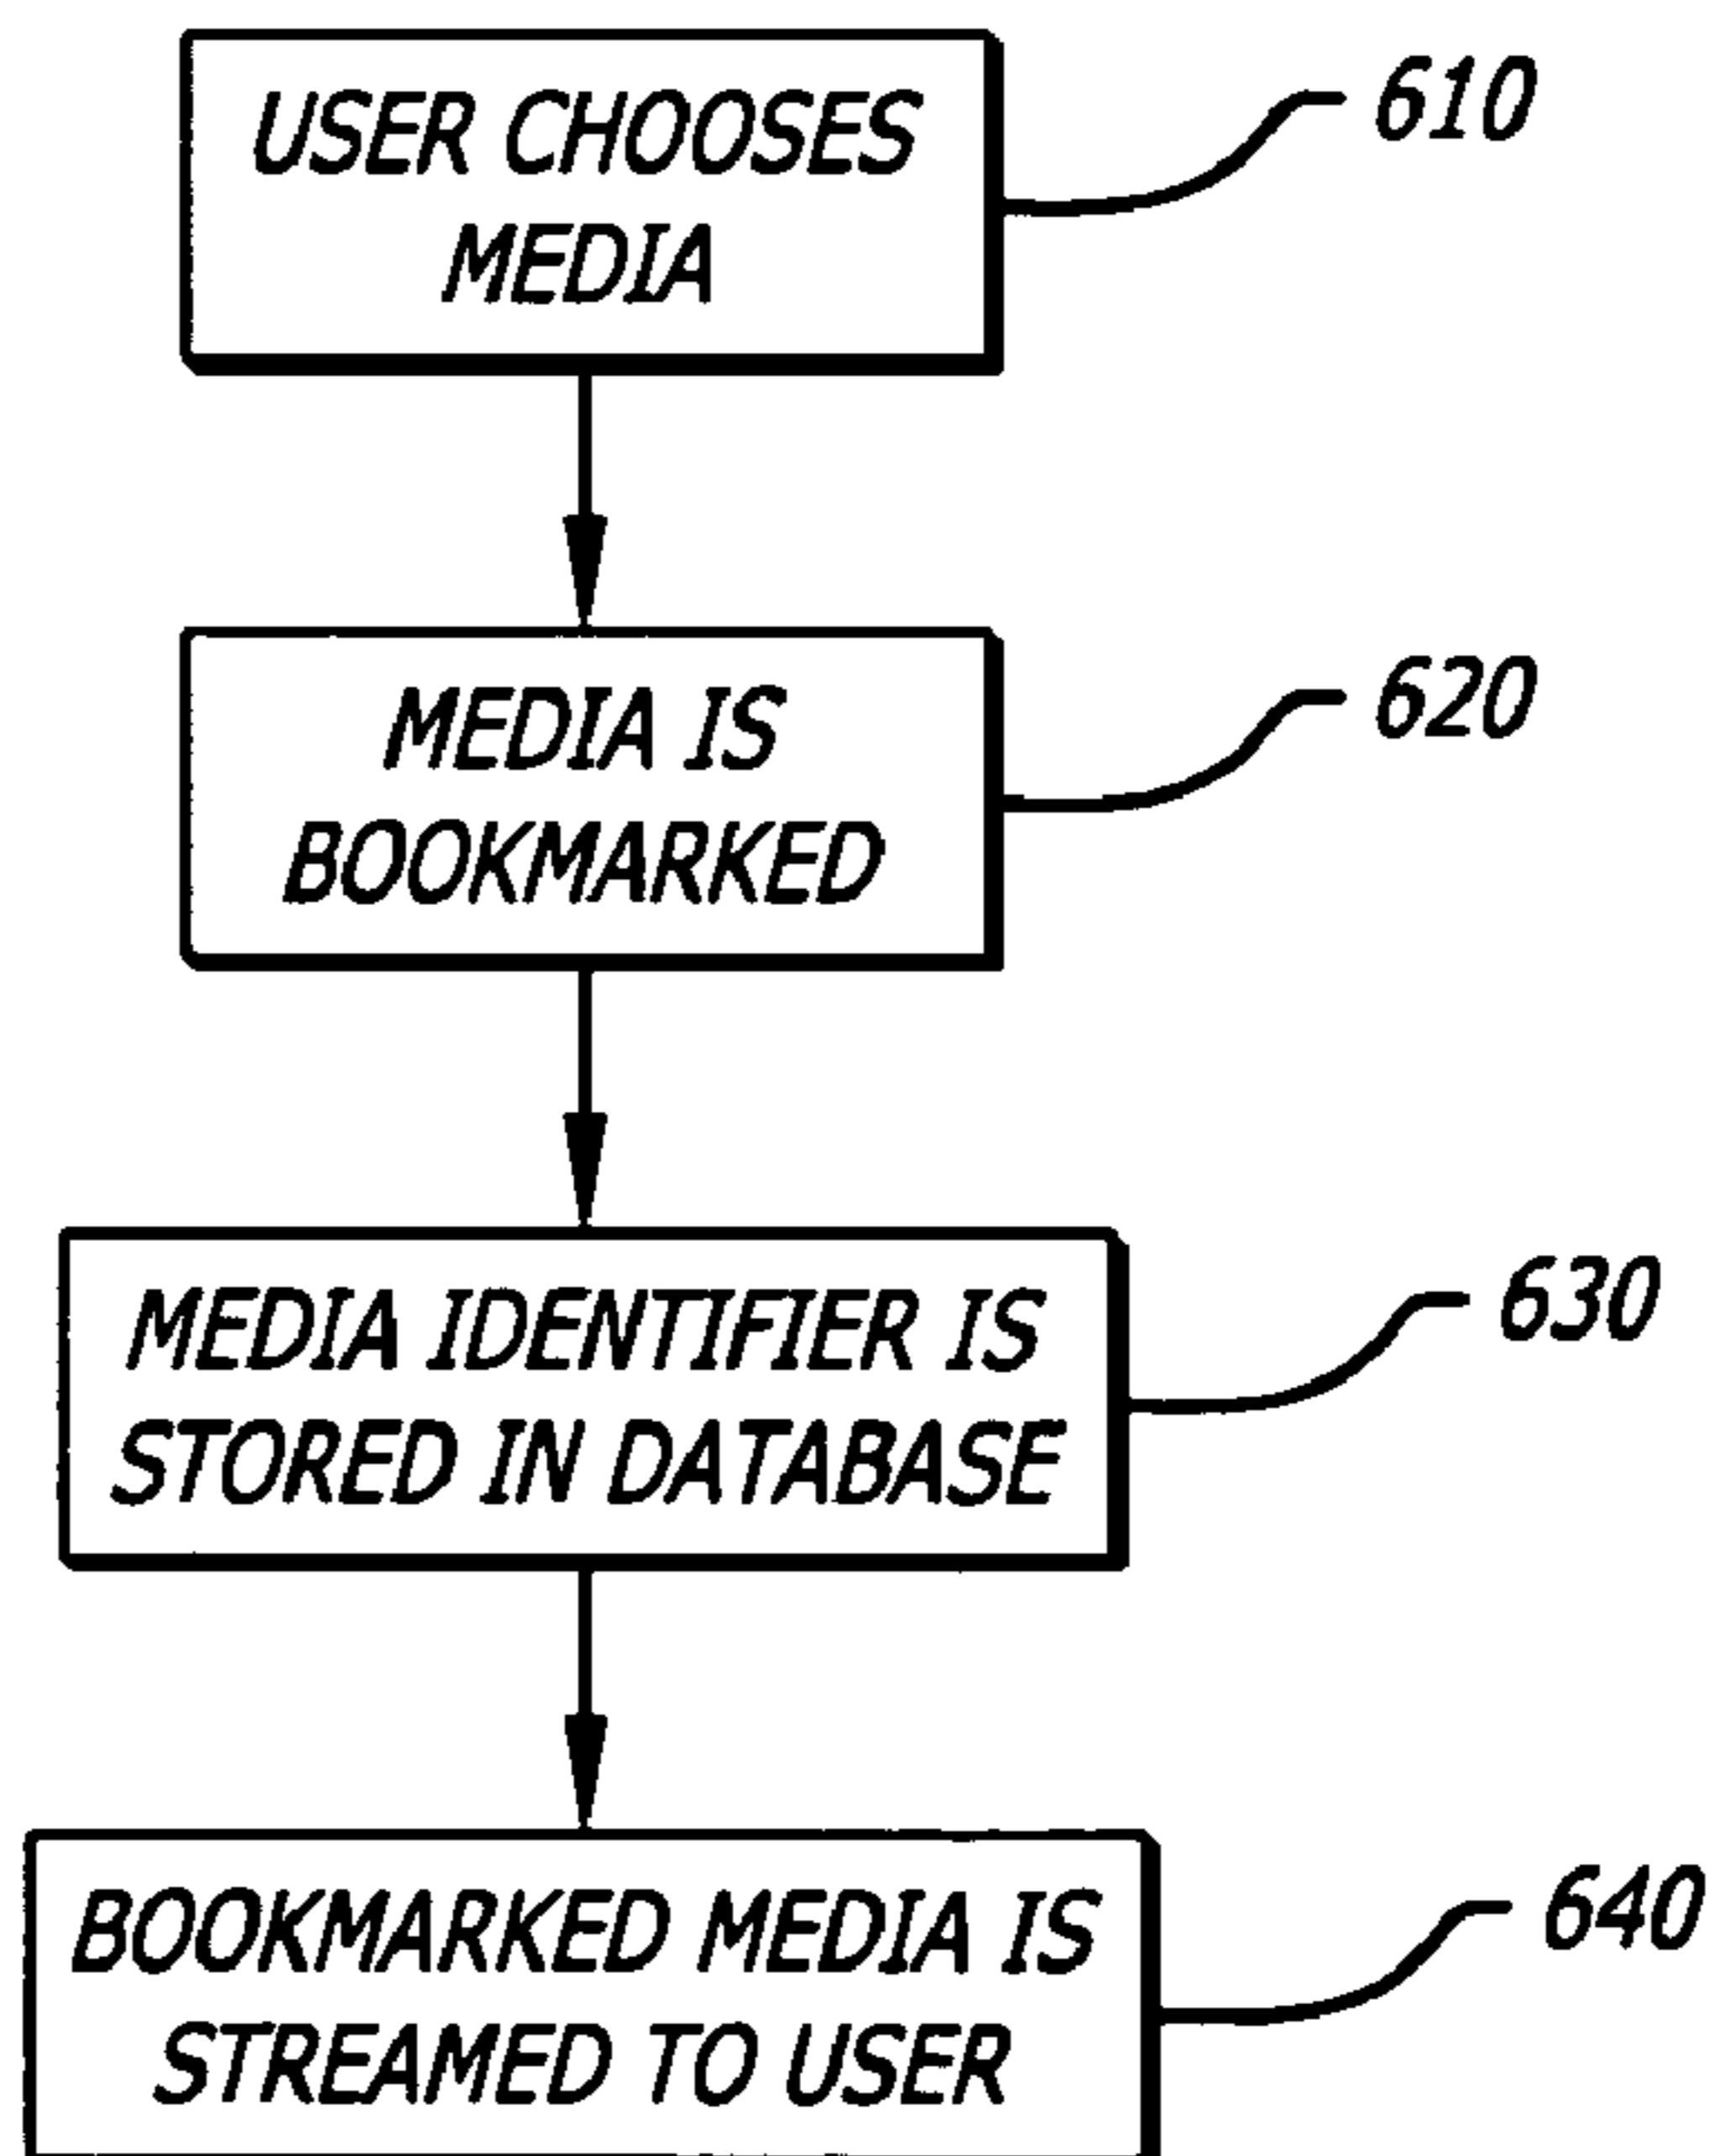 USER CHOOSES
MEDIA
610
MEDIA IS
BOOKMARKED
620
MEDIA IDENTIFIER IS
STORED IN DATABASE
630
BOOKMARKED MEDIA IS
STREAMED TO USER
640